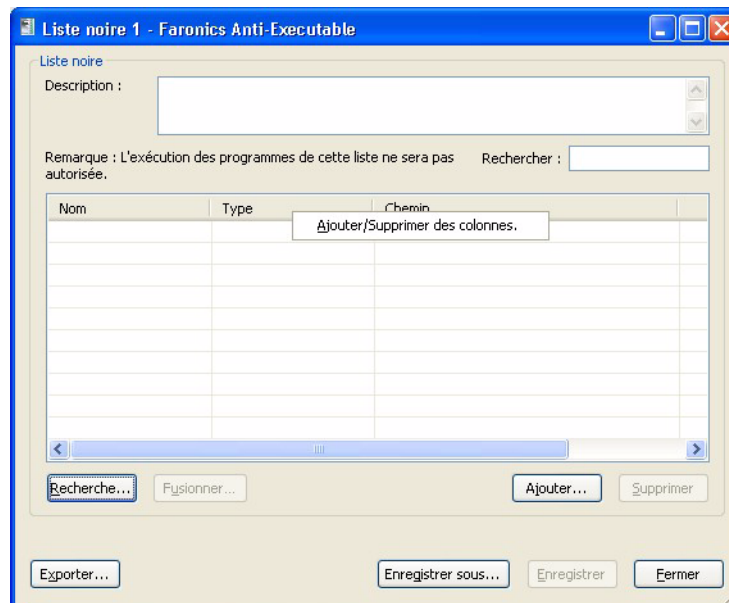 Liste noire 1 - Faronics Anti-Executable
Liste noire
Description :
Remarque : L'exécution des programmes de cette liste ne sera pas autorisée.
Rechercher :
Nom Type Chemin
Ajouter/Supprimer des colonnes.
Recherche... Fusionner... Ajouter... Supprimer
Exporter... Enregistrer sous... Enregistrer Fermer